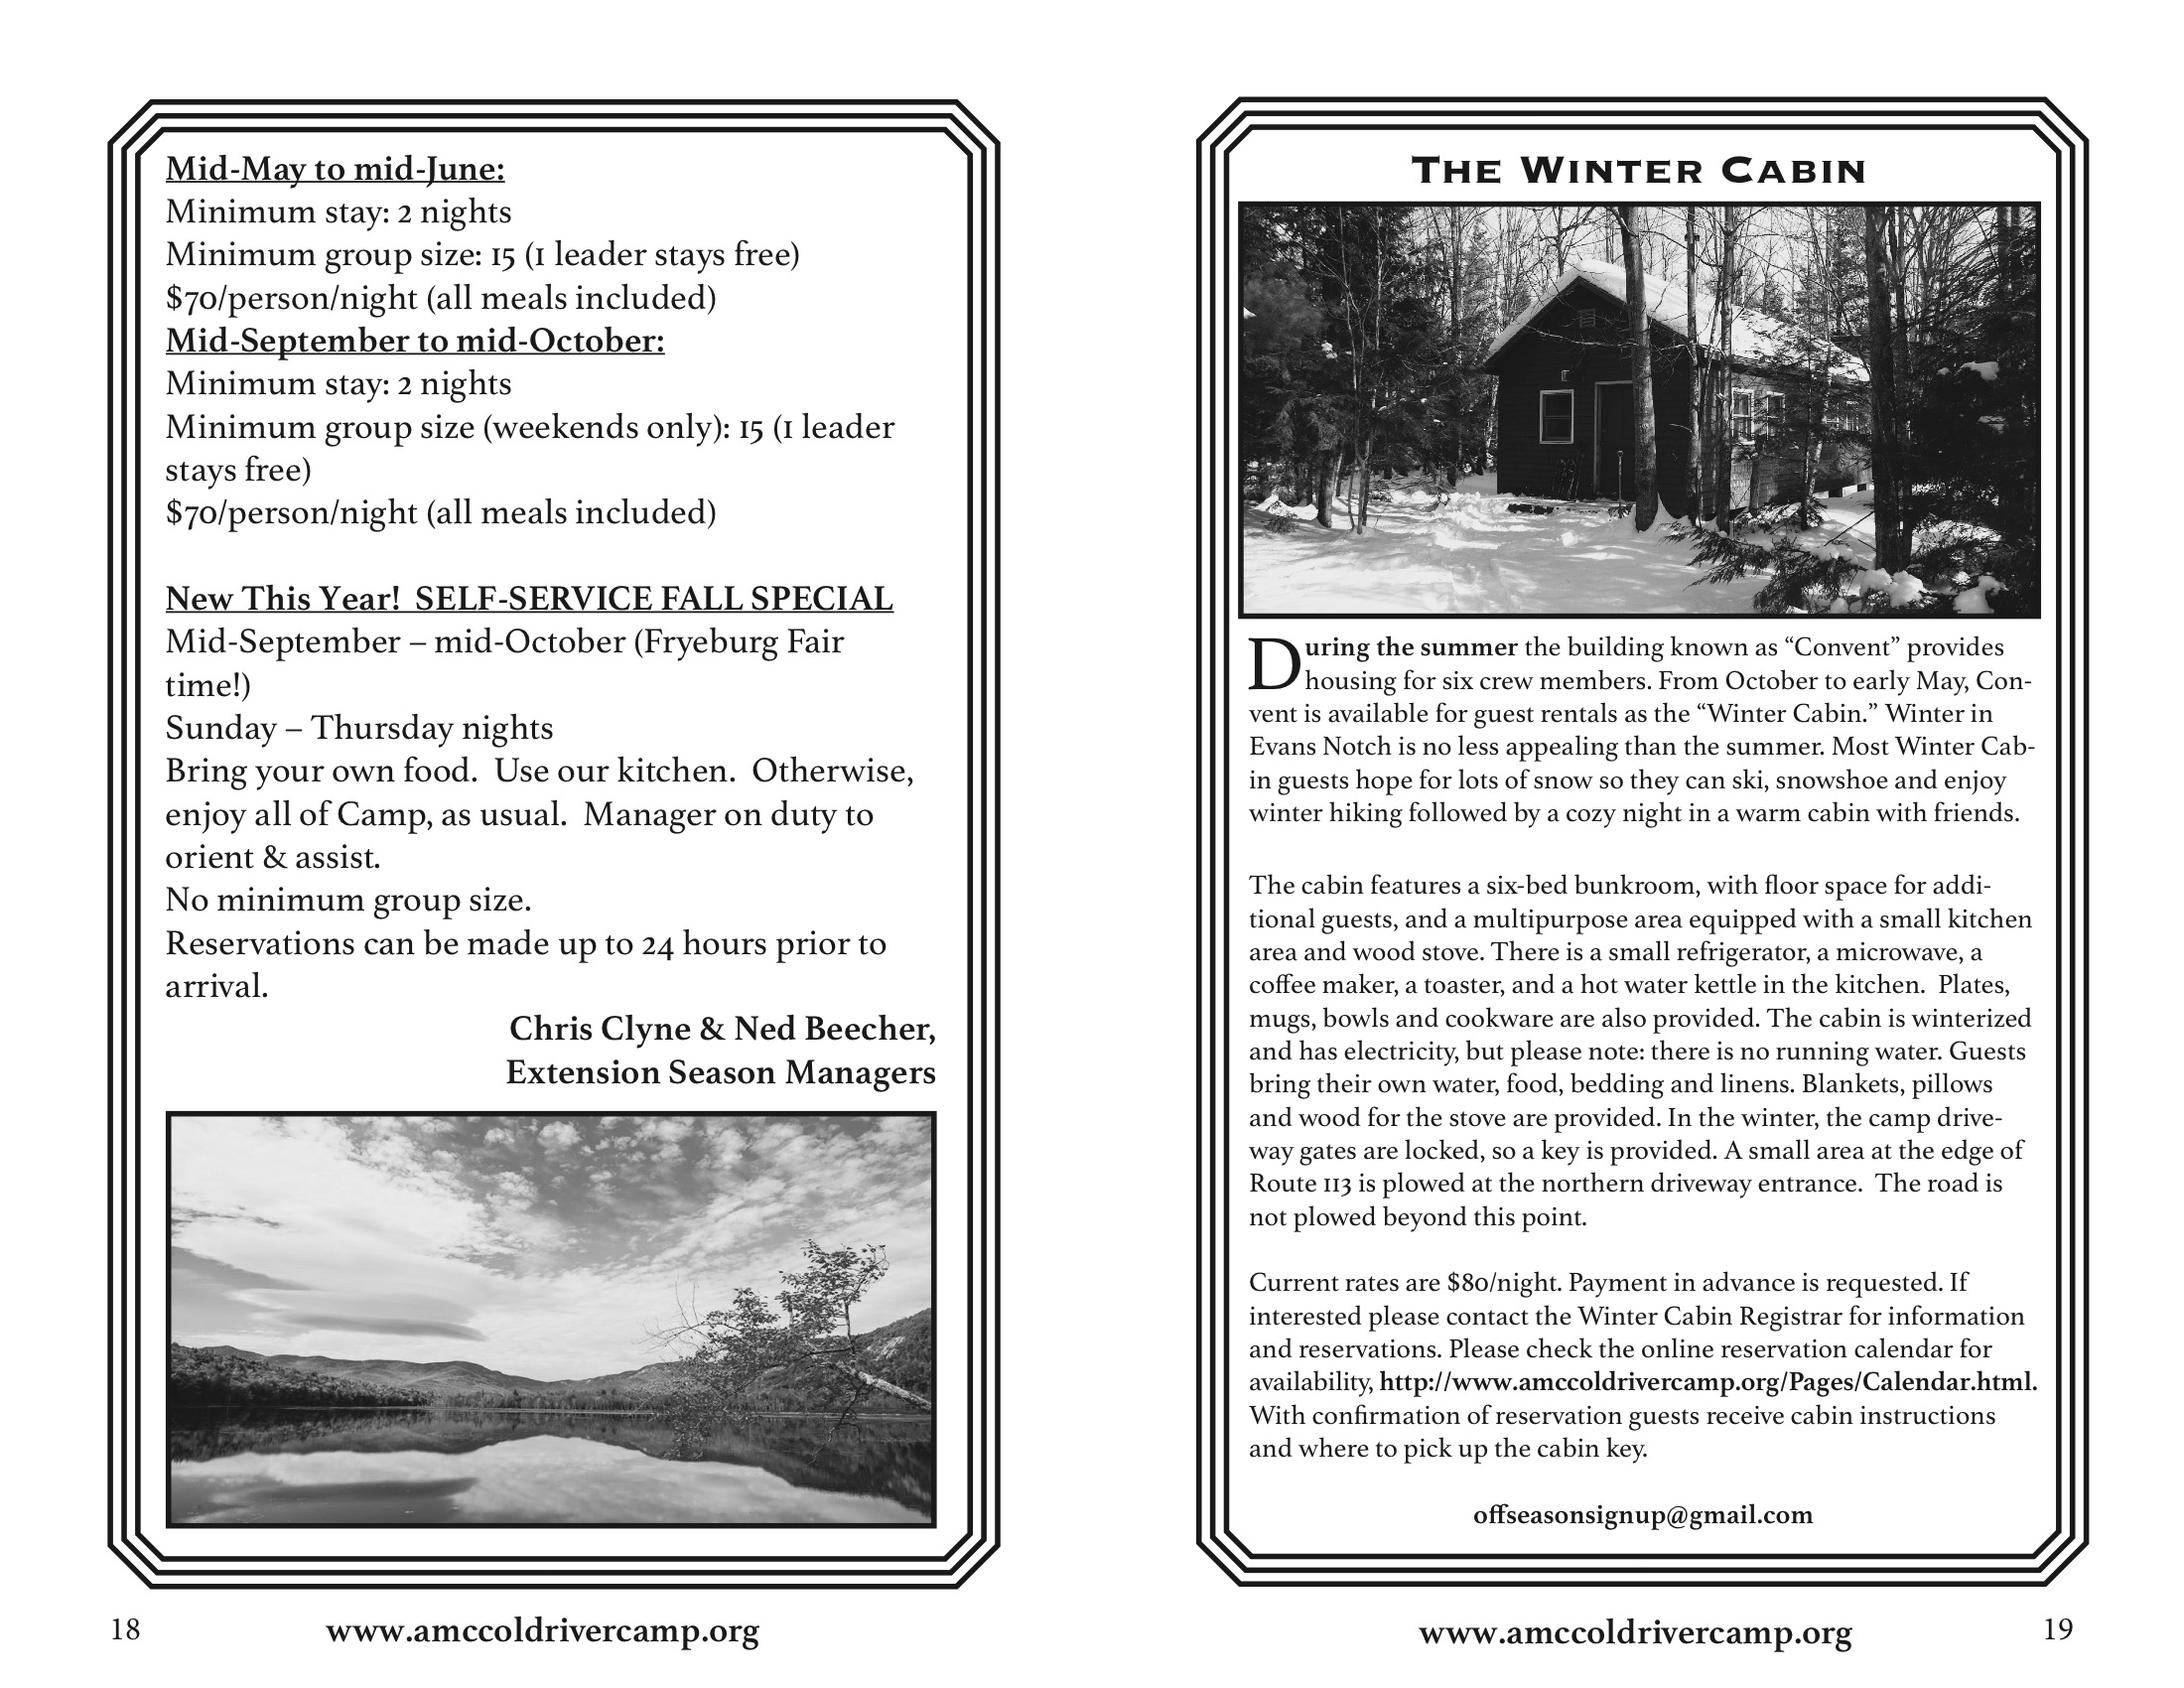 Mid-May to mid-June:
Minimum stay: 2 nights
Minimum group size: 15 (1 leader stays free)
$70/person/night (all meals included)
Mid-September to mid-October:
Minimum stay: 2 nights
Minimum group size (weekends only): 15 (1 leader
stays free)
$70/person/night (all meals included)
New This Year!  SELF-SERVICE FALL SPECIAL
Mid-September – mid-October (Fryeburg Fair
time!)
Sunday – Thursday nights
Bring your own food.  Use our kitchen.  Otherwise,
enjoy all of Camp, as usual.  Manager on duty to
orient & assist.
No minimum group size.
Reservations can be made up to 24 hours prior to
arrival.
Chris Clyne & Ned Beecher,
Extension Season Managers
18
www.amccoldrivercamp.org
The Winter Cabin
During the summer the building known as “Convent” provides
housing for six crew members. From October to early May, Con-
vent is available for guest rentals as the “Winter Cabin.” Winter in
Evans Notch is no less appealing than the summer. Most Winter Cab-
in guests hope for lots of snow so they can ski, snowshoe and enjoy
winter hiking followed by a cozy night in a warm cabin with friends.
The cabin features a six-bed bunkroom, with floor space for addi-
tional guests, and a multipurpose area equipped with a small kitchen
area and wood stove. There is a small refrigerator, a microwave, a
coffee maker, a toaster, and a hot water kettle in the kitchen.  Plates,
mugs, bowls and cookware are also provided. The cabin is winterized
and has electricity, but please note: there is no running water. Guests
bring their own water, food, bedding and linens. Blankets, pillows
and wood for the stove are provided. In the winter, the camp drive-
way gates are locked, so a key is provided. A small area at the edge of
Route 113 is plowed at the northern driveway entrance.  The road is
not plowed beyond this point.
Current rates are $80/night. Payment in advance is requested. If
interested please contact the Winter Cabin Registrar for information
and reservations. Please check the online reservation calendar for
availability, http://www.amccoldrivercamp.org/Pages/Calendar.html.
With confirmation of reservation guests receive cabin instructions
and where to pick up the cabin key.
offseasonsignup@gmail.com
www.amccoldrivercamp.org
19